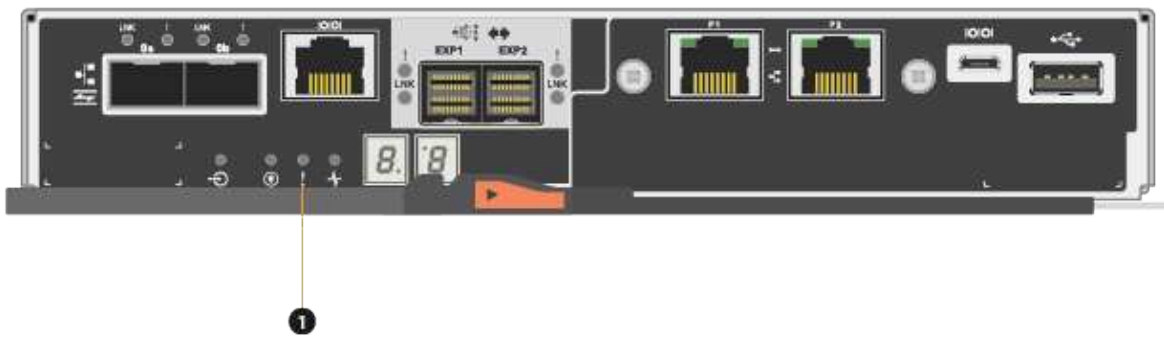 LNK ! LNK !
0a 0b
IOIOI
EXP1 EXP2
! !
LNK LNK
P1 P2
IOIOI
8. 8
!
1